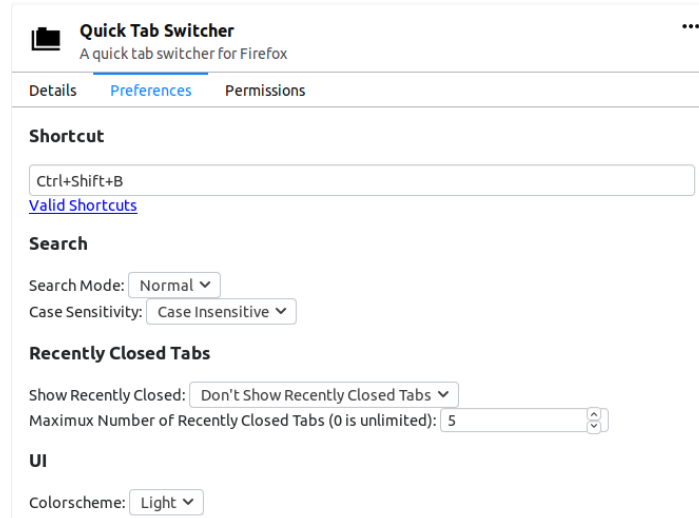 Quick Tab Switcher
A quick tab switcher for Firefox
Details Preferences Permissions
Shortcut
Ctrl+Shift+B
Valid Shortcuts
Search
Search Mode: Normal
Case Sensitivity: Case Insensitive
Recently Closed Tabs
Show Recently Closed: Don't Show Recently Closed Tabs
Maximux Number of Recently Closed Tabs (0 is unlimited): 5
UI
Colorscheme: Light